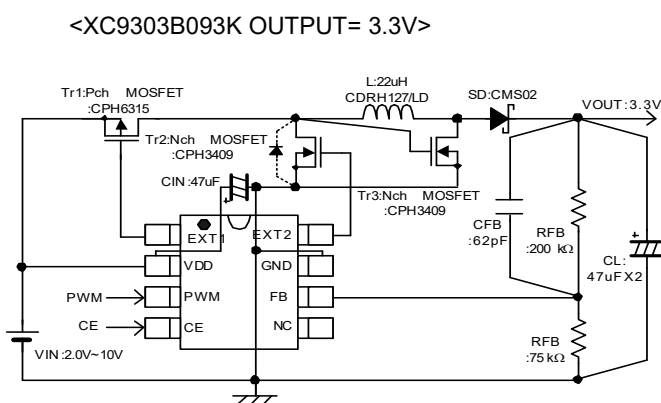 <XC9303B093K OUTPUT= 3.3V>
L:22uH
CDRH127/LD
SD:CMS02
Tr1:Pch MOSFET
:CPH6315
VOUT:3.3V
Tr2:Nch MOSFET
:CPH3409
CIN:47uF
Tr3:Nch MOSFET
:CPH3409
CFB
:62pF
RFB
:200 kΩ
CL:
47uFX2
EXT1
EXT2
VDD
GND
PWM
PWM
FB
CE
CE
NC
VIN:2.0V~10V
RFB
:75kΩ
+
+